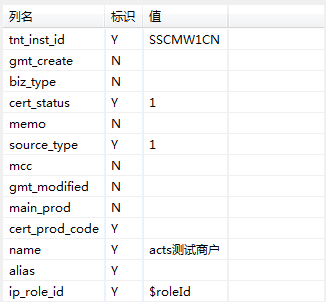 列名 标识 值
tnt_inst_id Y SSCMW1CN
gmt_create N
biz_type N
cert_status Y 1
memo N
source_type Y 1
mcc N
gmt_modified N
main_prod N
cert_prod_code Y
name Y acts测试商户
alias Y
ip_role_id Y $roleId